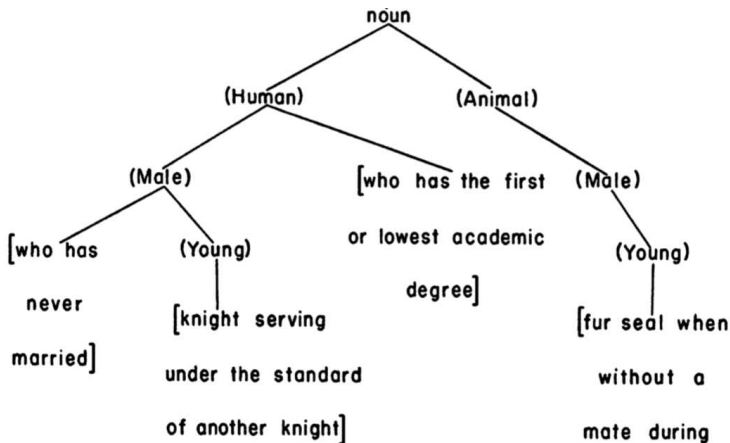 noun
(Human) (Animal)
(Male) [who has the first (Male)
or lowest academic
degree]
[who has (Young) (Young)
never
married]
[knight serving
under the standard
of another knight]
[fur seal when
without a
mate during